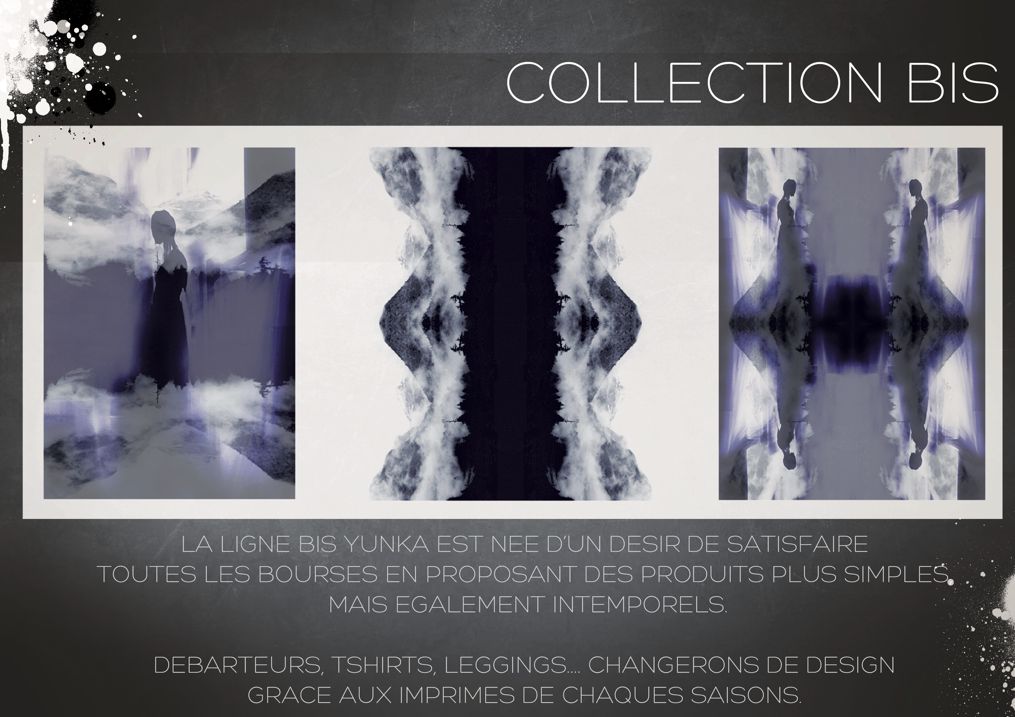 COLLECTION BIS
LA LIGNE BIS YUNKA EST NEE D'UN DESIR DE SATISFAIRE
TOUTES LES BOURSES EN PROPOSANT DES PRODUITS PLUS SIMPLES,
MAIS EGALEMENT INTEMPORELS.
DEBARTEURS, TSHIRTS, LEGGINGS.... CHANGERONS DE DESIGN
GRACE AUX IMPRIMES DE CHAQUES SAISONS.